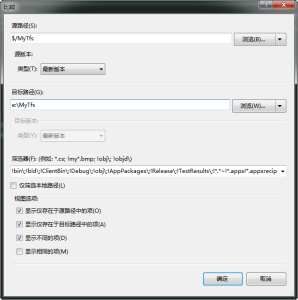 比较
源路径(S):
$/MyTfs
浏览(B)...
源版本:
类型(T):
最新版本
目标路径(G):
e:\MyTfs
浏览(W)...
目标版本:
类型(Y):
最新版本
筛选器(F): (例如: *.cs; !my*.bmp; !obj\; !objd\)
!bin\;!bld\;!ClientBin\;!Debug\;!obj\;!AppPackages\;!Release\;!TestResults\;!*.*~;!*.appx;*.appxrecip
仅筛选本地路径(L)
视图选项:
显示仅存在于源路径中的项(O)
显示仅存在于目标路径中的项(A)
显示不同的项(D)
显示相同的项(M)
确定
取消